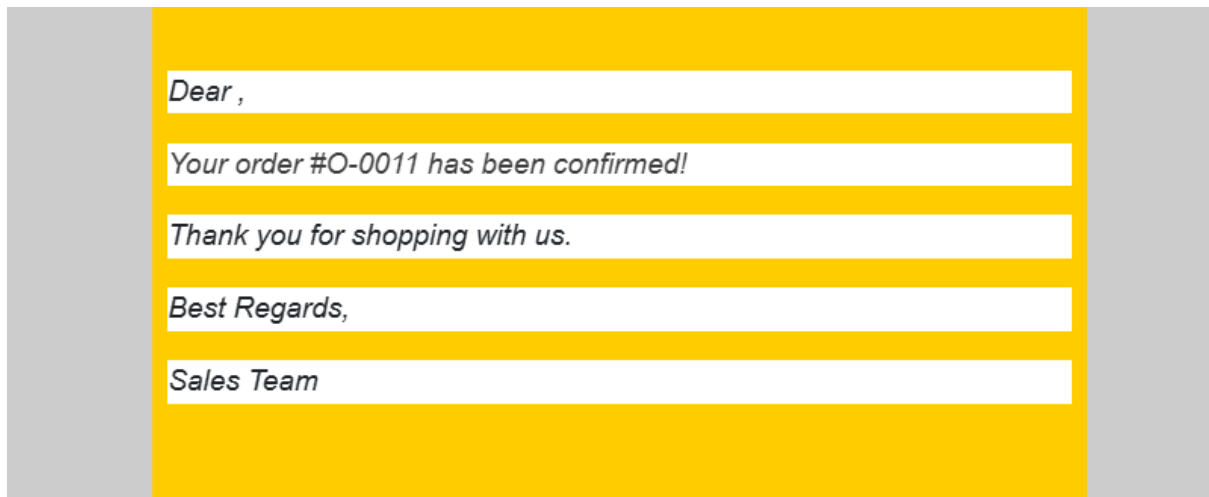 Dear ,
Your order #O-0011 has been confirmed!
Thank you for shopping with us.
Best Regards,
Sales Team